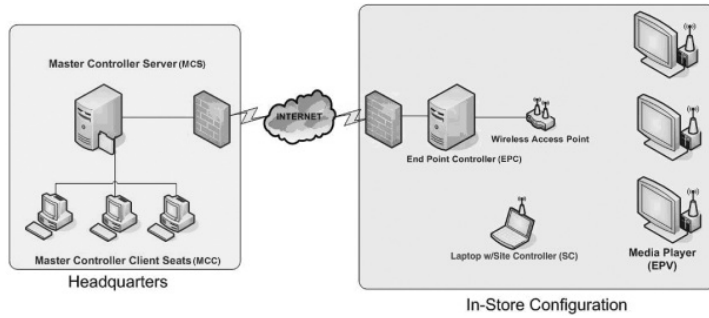 Master Controller Server (MCS)
INTERNET
Wireless Access Point
End Point Controller (EPC)
Master Controller Client Seats (MCC)
Laptop w/Site Controller (SC)
Media Player
(EPV)
Headquarters
In-Store Configuration